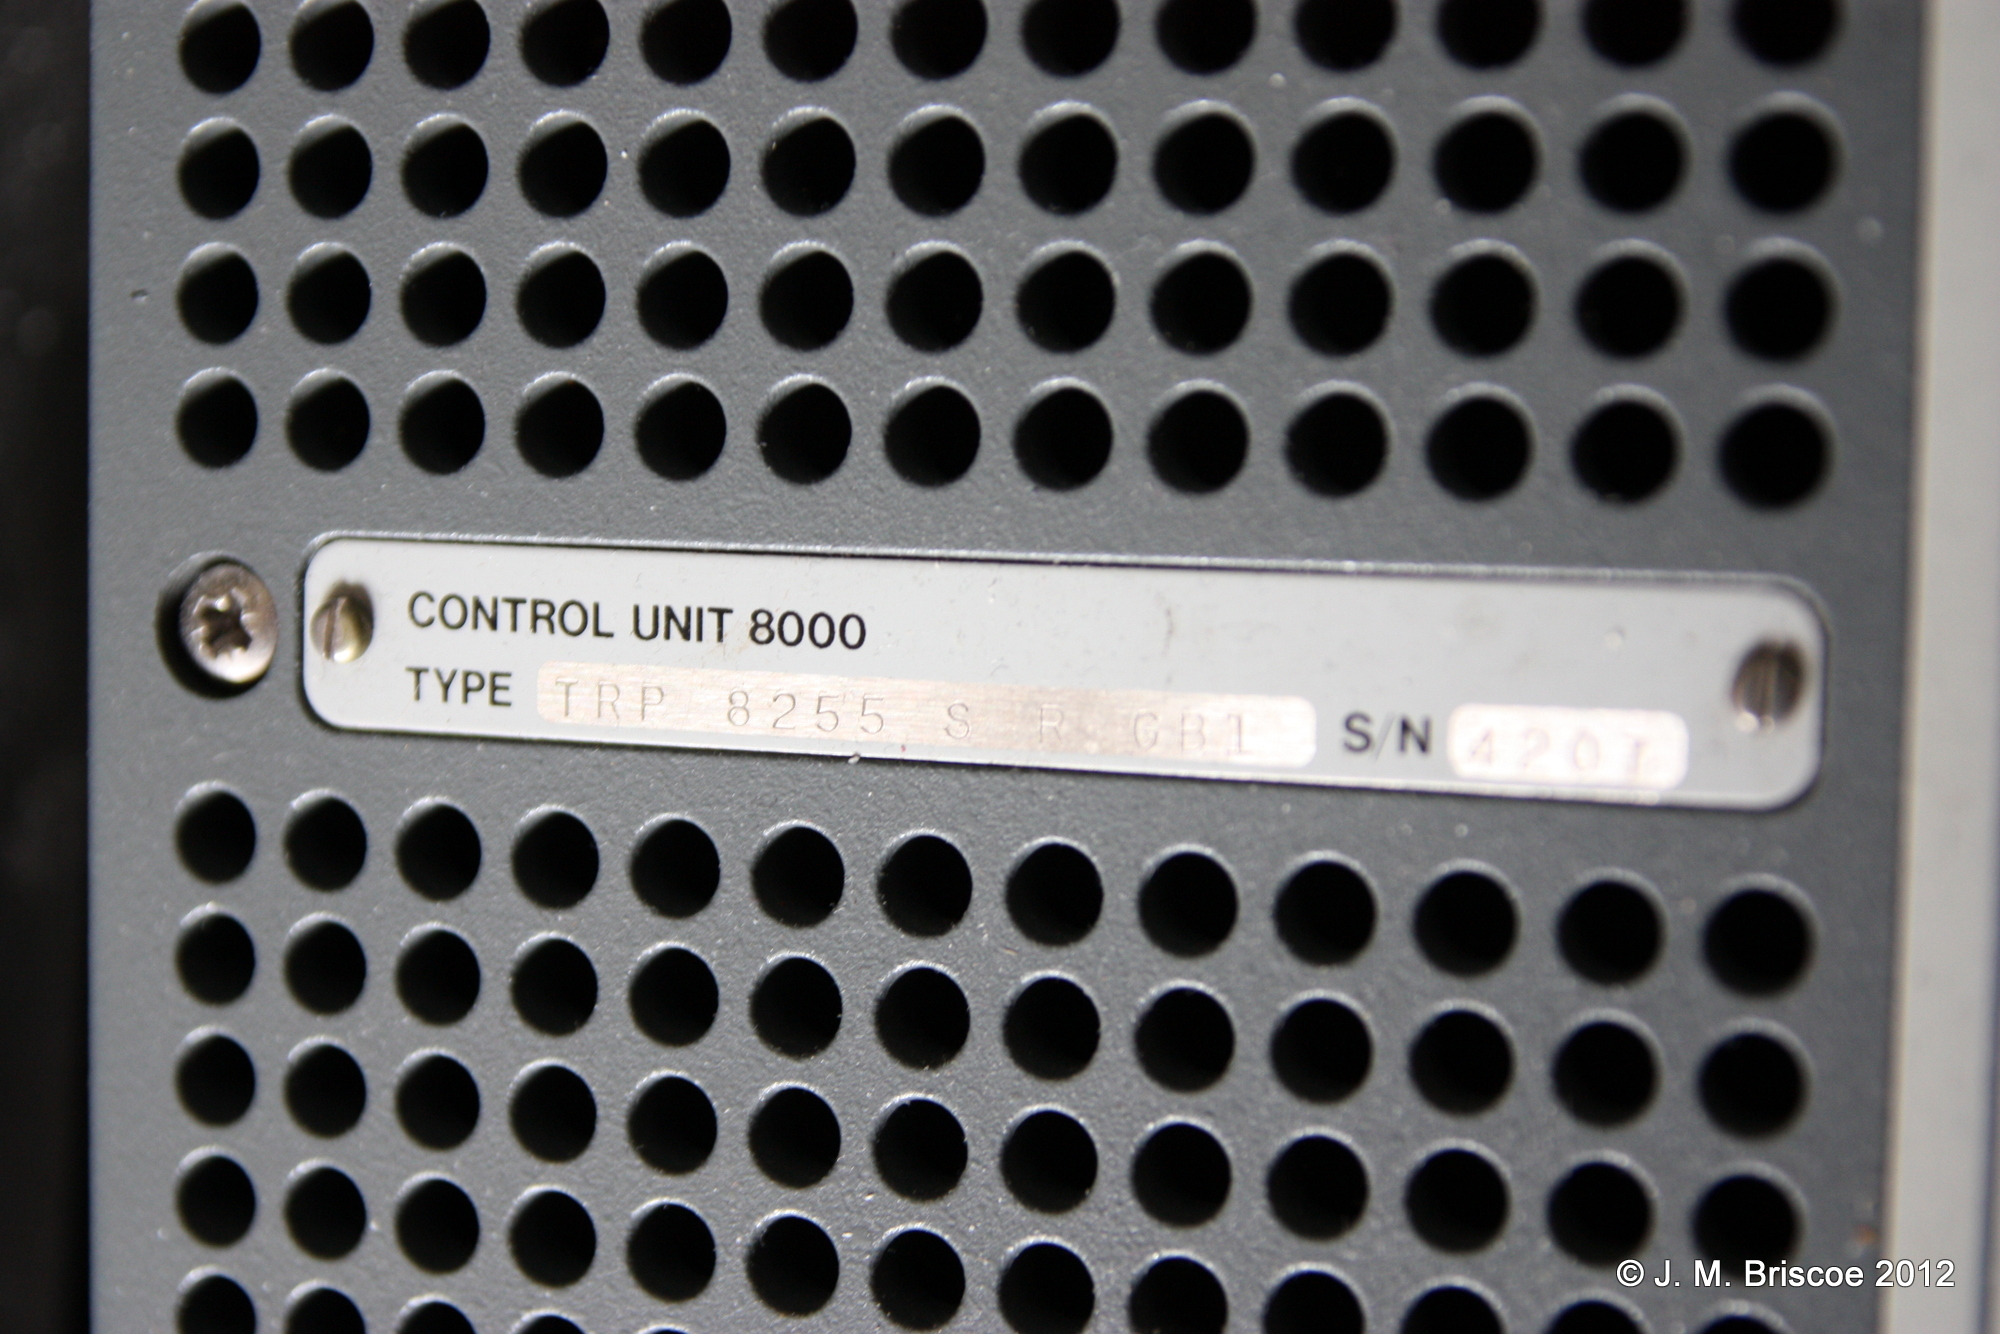 CONTROL UNIT 8000
TYPE TRP 8255 S R GB1 S/N 4207
© J. M. Briscoe 2012